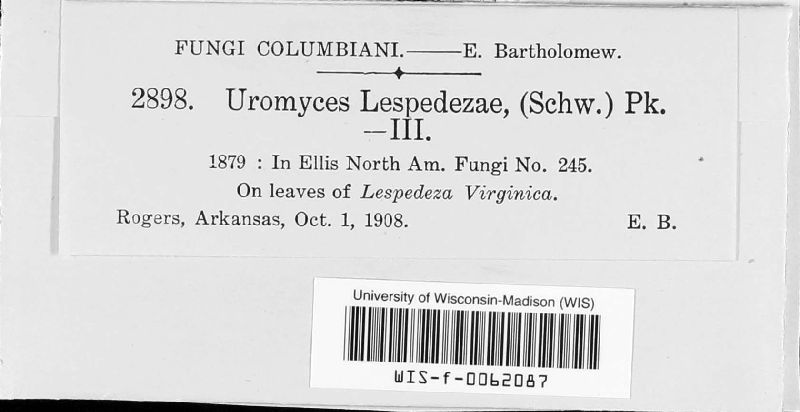 FUNGI COLUMBIANI.——E. Bartholomew.
2898. Uromyces Lespedezae, (Schw.) Pk.
—III.
1879 : In Ellis North Am. Fungi No. 245.
On leaves of Lespedeza Virginica.
Rogers, Arkansas, Oct. 1, 1908. E. B.
University of Wisconsin-Madison (WIS)
WIS-f-0062087